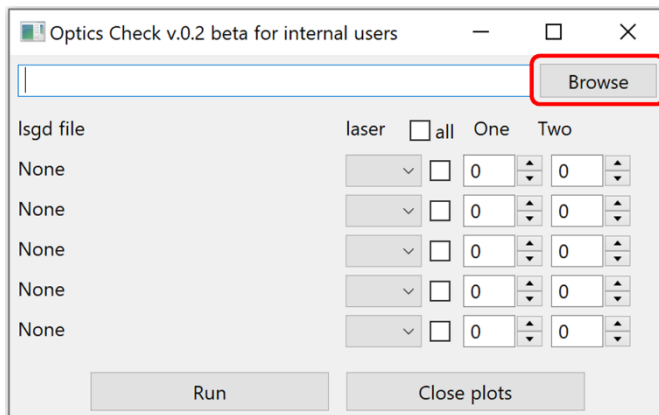 Optics Check v.0.2 beta for internal users
Browse
lsgd file laser all One Two
None 0 0
None 0 0
None 0 0
None 0 0
None 0 0
Run Close plots